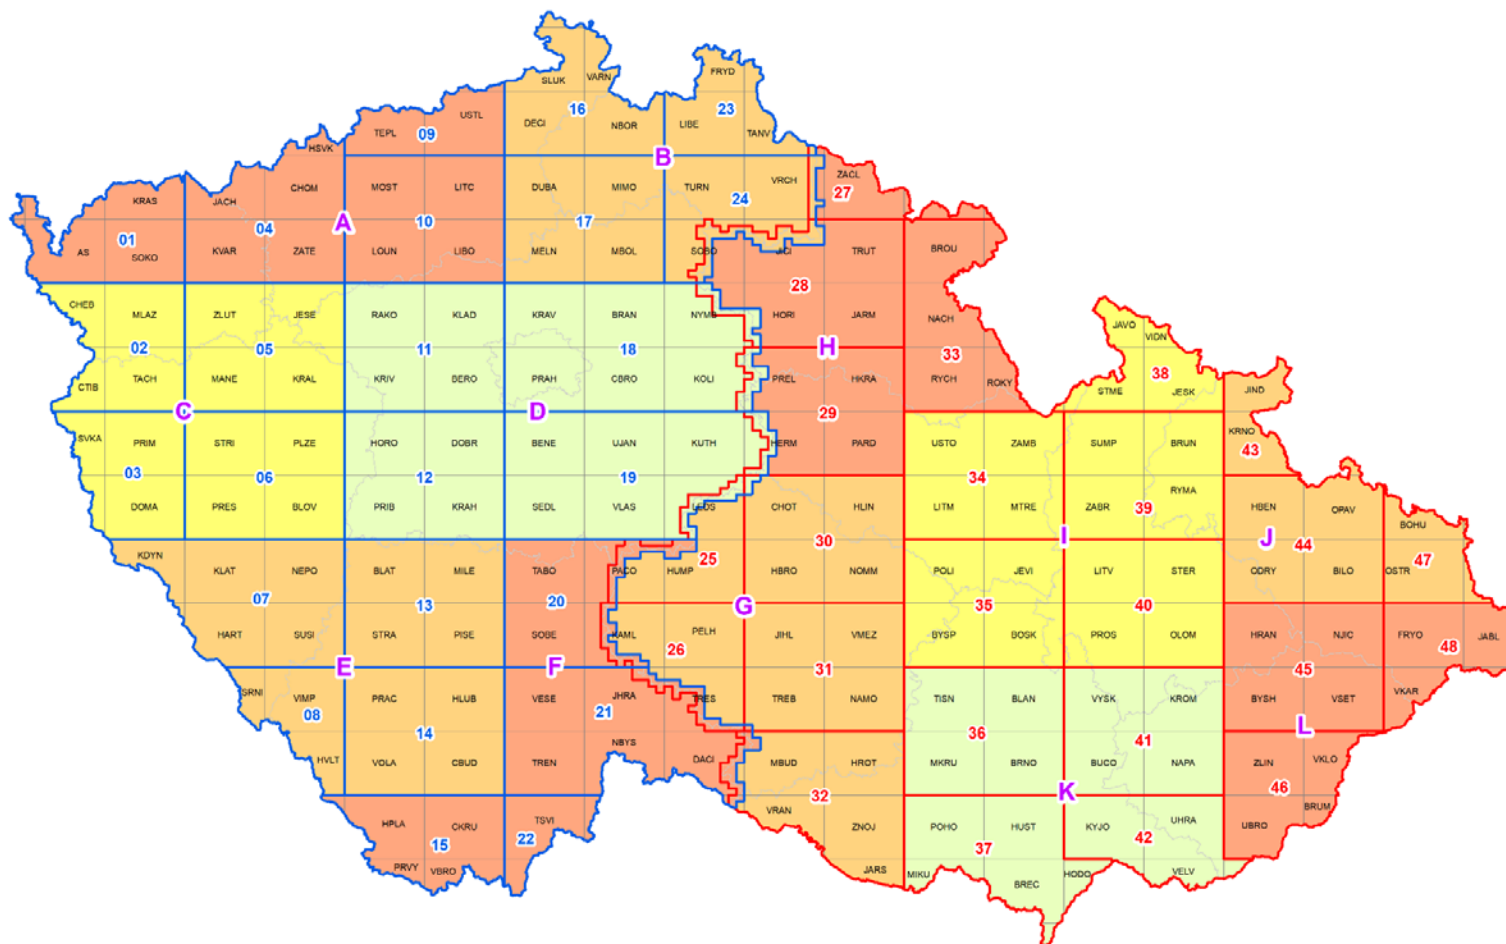 FRYD
SLUK VARN
16 23
USTL
TEPL 09 DECI NBOR LIBE TANV
HSVK
B
ZACL
MOST LITC DUBA MIMO TURN VRCH
CHOM 27
KRAS JACH 24
04 A 10 17
01
AS SOKO KVAR ZATE LOUN LIBO MELN MBOL SOBO JICI TRUT BROU
28
CHEB
MLAZ ZLUT JESE RAKO KLAD KRAV BRAN NYMB HORI JARM NACH
JAVO VIDN
02 05 11 18 H 33
38
CTIB TACH MANE KRAL KRIV BERO PRAH CBRO KOLI PREL HKRA RYCH ROKY
STME JESK JIND
C D 29
SVKA PRIM STRI PLZE HORO DOBR BENE UJAN KUTH HERM PARD USTO ZAMB SUMP BRUN KRNO
43
03 06 12 19 34
RYMA
DOMA PRES BLOV PRIB KRAH SEDL VLAS LEDS CHOT HLIN LITM MTRE ZABR 39 HBEN OPAV
BOHU
30 I J 44
KDYN 25 47
KLAT NEPO BLAT MILE TABO PACO HUMP HBRO NOMM POLI JEVI LITV STER ODRY BILO OSTR
07 13 20 G 35 40
HART SUSI STRA PISE SOBE KAML PELH JIHL VMEZ BYSP BOSK PROS OLOM HRAN NJIC FRYO JABL
26 48
E F 31 45
SRNI VIMP PRAC HLUB VESE JHRA TRES TREB NAMO TISN BLAN VYSK KROM BYSH VSET VKAR
08 21
14 36 41 L
NBYS
HVLT VOLA CBUD TREN DACI MBUD HROT MKRU BRNO BUCO NAPA ZLIN VKLO
32 K 46
VRAN BRUM
HPLA CKRU TSVI ZNOJ POHO HUST KYJO UHRA UBRO
15 22 37 42
PRVY VBRO JARS MIKU HODO VELV
BREC